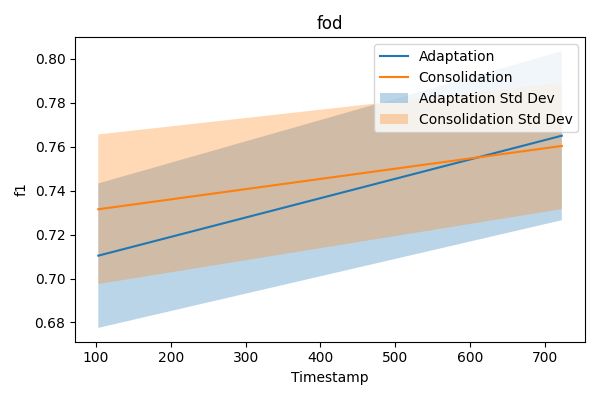 fod
Adaptation
Consolidation
Adaptation Std Dev
Consolidation Std Dev
f1
0.80
0.78
0.76
0.74
0.72
0.70
0.68
100 200 300 400 500 600 700
Timestamp